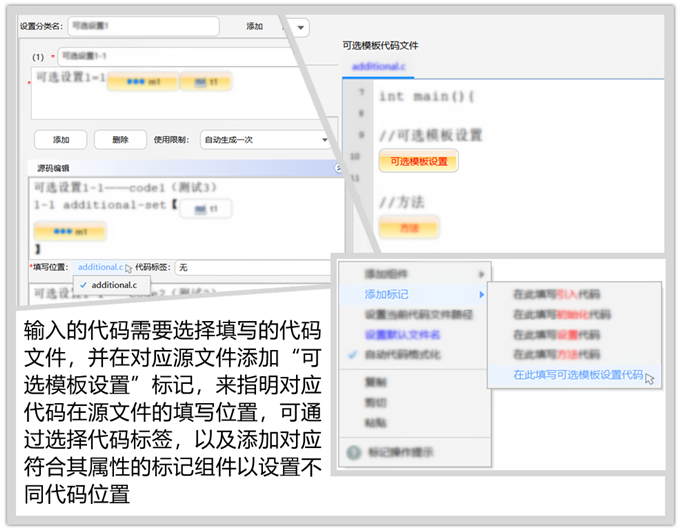 设置分类名： 可选设置1 添加
(1) * 可选设置1-1
* 可选设置1=1 m1 t1
添加 删除 使用限制： 自动生成一次
源码编辑
可选设置1-1——code1（测试3）
1-1 additional-set【 t1
m1
】
*填写位置： additional.c 代码标签： 无
✓ additional.c
可选模板代码文件
additional.c
7 int main(){
8
9 //可选模板设置
10 可选模板设置
11
//方法
方法
添加组件
添加标记
设置当前代码文件路径
设置默认文件名
✓ 自动代码格式化
复制
剪切
粘贴
? 标记操作提示
在此填写引入代码
在此填写初始化代码
在此填写设置代码
在此填写方法代码
在此填写可选模板设置代码
输入的代码需要选择填写的代码
文件，并在对应源文件添加“可
选模板设置”标记，来指明对应
代码在源文件的填写位置，可通
过选择代码标签，以及添加对应
符合其属性的标记组件以设置不
同代码位置